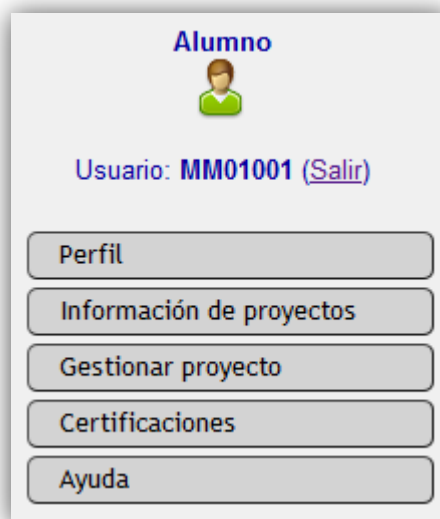 Alumno
Usuario: MM01001 (Salir)
Perfil
Información de proyectos
Gestionar proyecto
Certificaciones
Ayuda